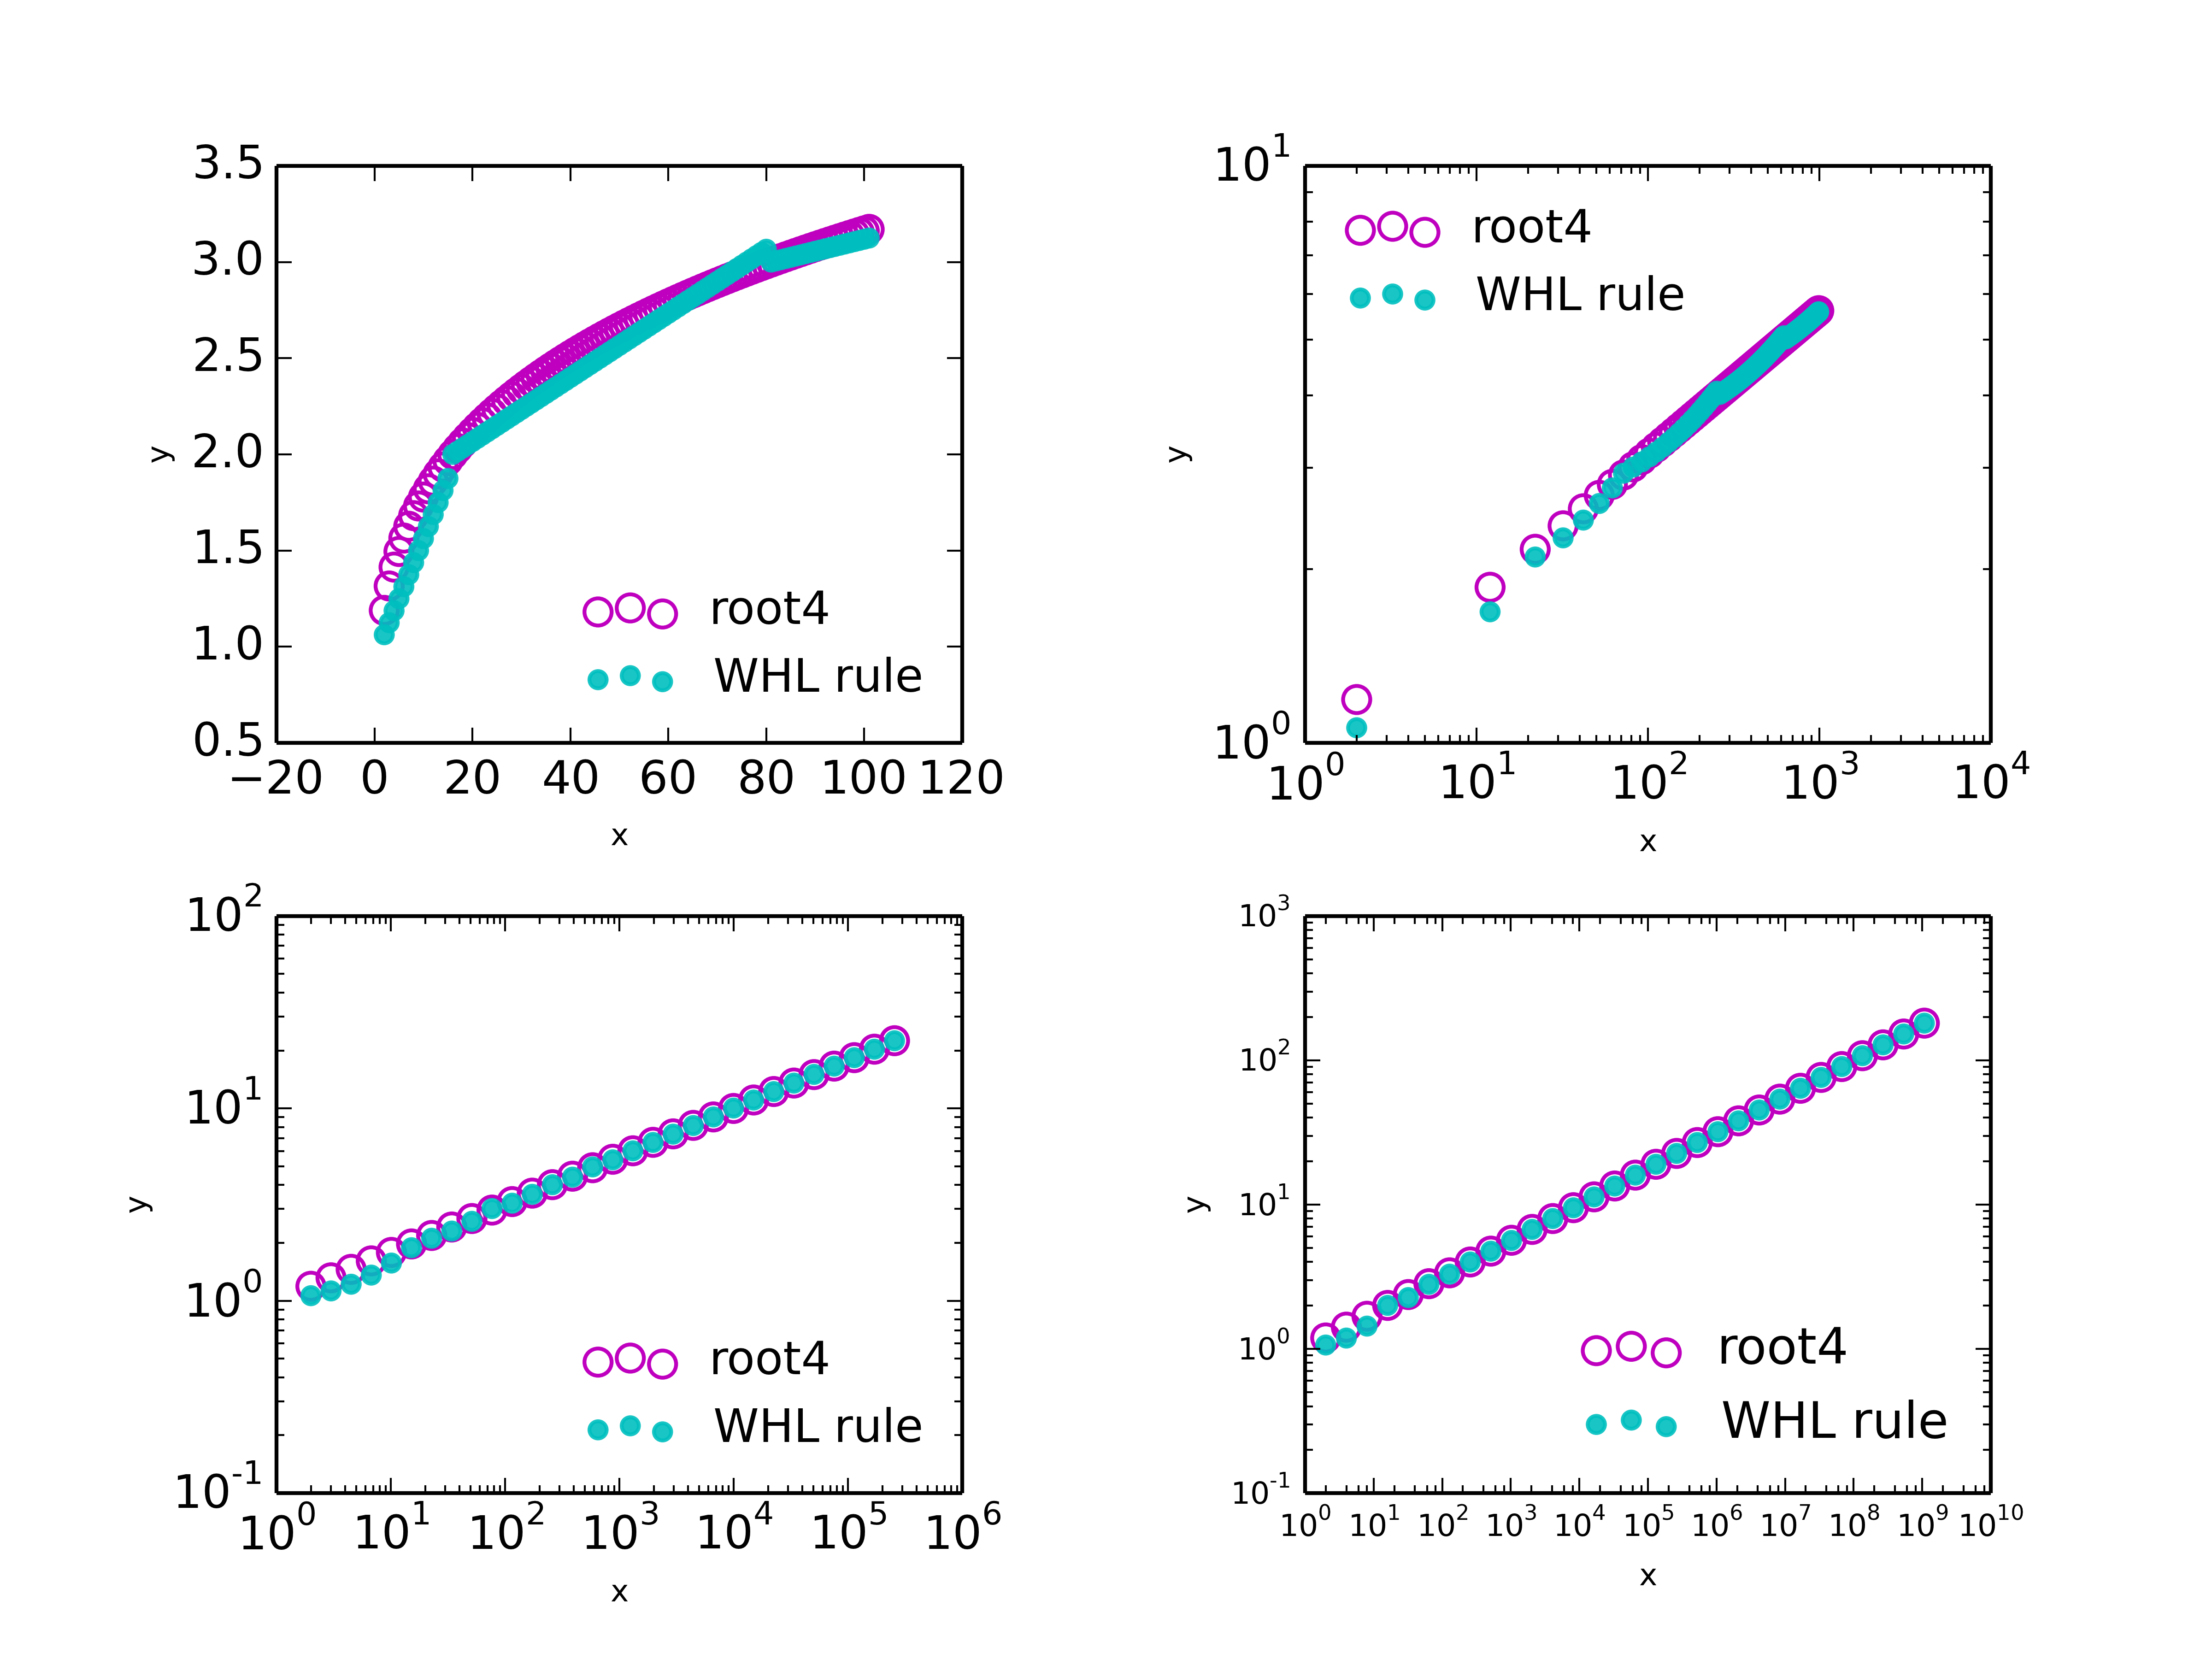 3.5
3.0
2.5
2.0
1.5
1.0
0.5
y
−20 0 20 40 60 80 100 120
x
root4
WHL rule
10¹
10⁰
y
10⁰ 10¹ 10² 10³ 10⁴
x
root4
WHL rule
10²
10¹
10⁰
10⁻¹
y
10⁰ 10¹ 10² 10³ 10⁴ 10⁵ 10⁶
x
root4
WHL rule
10³
10²
10¹
10⁰
10⁻¹
y
10⁰ 10¹ 10² 10³ 10⁴ 10⁵ 10⁶ 10⁷ 10⁸ 10⁹ 10¹⁰
x
root4
WHL rule